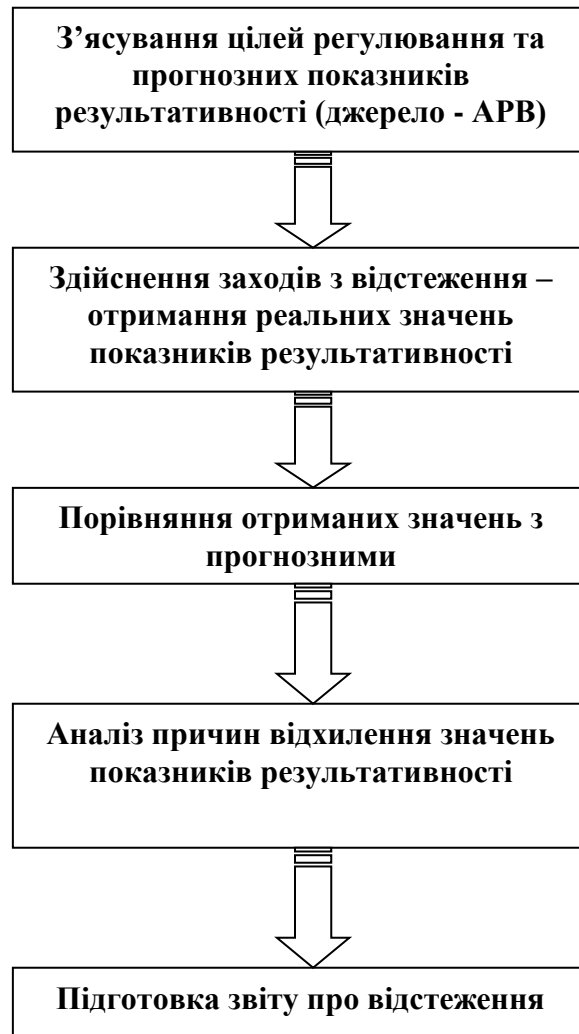 З’ясування цілей регулювання та
прогнозних показників
результативності (джерело - АРВ)
Здійснення заходів з відстеження –
отримання реальних значень
показників результативності
Порівняння отриманих значень з
прогнозними
Аналіз причин відхилення значень
показників результативності
Підготовка звіту про відстеження